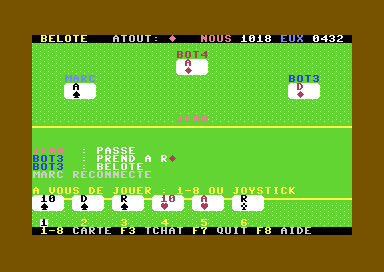 BELOTE ATOUT: ♦ NOUS 1018 EUX 0432
BOT4
A
♦
MARC
A
♠
BOT3
D
♦
JEAN
JEAN : PASSE
BOT3 : PREND A R♦
BOT3 : BELOTE
MARC RECONNECTE
A VOUS DE JOUER : 1-8 OU JOYSTICK
10 D R 10 A R
♠ ♠ ♠ ♥ ♥ ♣
1 2 3 4 5 6
1-8 CARTE F3 TCHAT F7 QUIT F8 AIDE